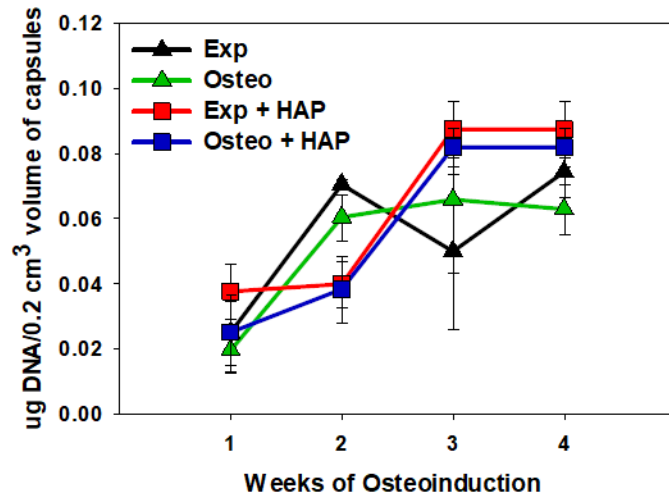 ug DNA/0.2 cm³ volume of capsules
0.12
0.10
0.08
0.06
0.04
0.02
0.00
Exp
Osteo
Exp + HAP
Osteo + HAP
1 2 3 4
Weeks of Osteoinduction